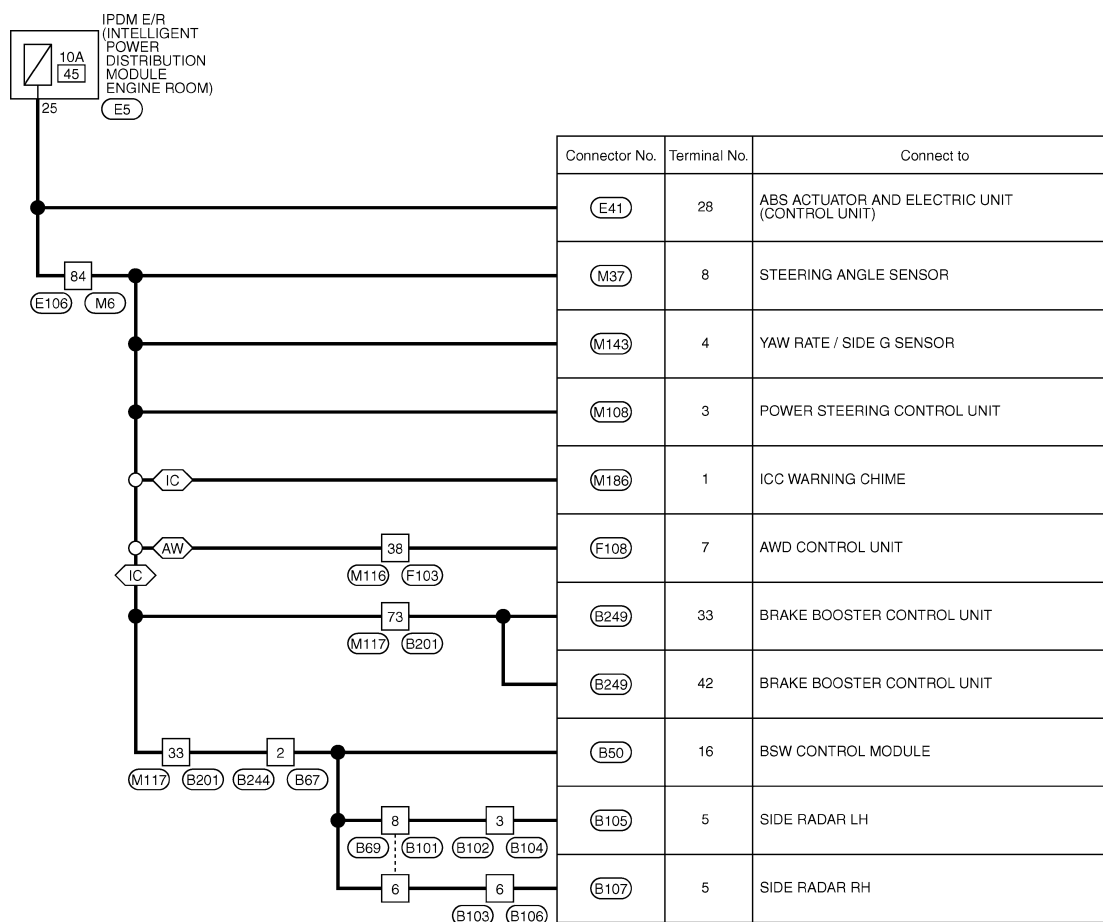 IPDM E/R
(INTELLIGENT
POWER
DISTRIBUTION
MODULE
ENGINE ROOM)
10A
45
25
E5
Connector No. Terminal No. Connect to
E41 28 ABS ACTUATOR AND ELECTRIC UNIT
(CONTROL UNIT)
84
E106 M6
M37 8 STEERING ANGLE SENSOR
M143 4 YAW RATE / SIDE G SENSOR
M108 3 POWER STEERING CONTROL UNIT
IC
M186 1 ICC WARNING CHIME
AW
38
M116 F103
F108 7 AWD CONTROL UNIT
IC
73
M117 B201
B249 33 BRAKE BOOSTER CONTROL UNIT
B249 42 BRAKE BOOSTER CONTROL UNIT
33 2
M117 B201 B244 B67
B50 16 BSW CONTROL MODULE
8 3
B69 B101 B102 B104
B105 5 SIDE RADAR LH
6 6
B103 B106
B107 5 SIDE RADAR RH